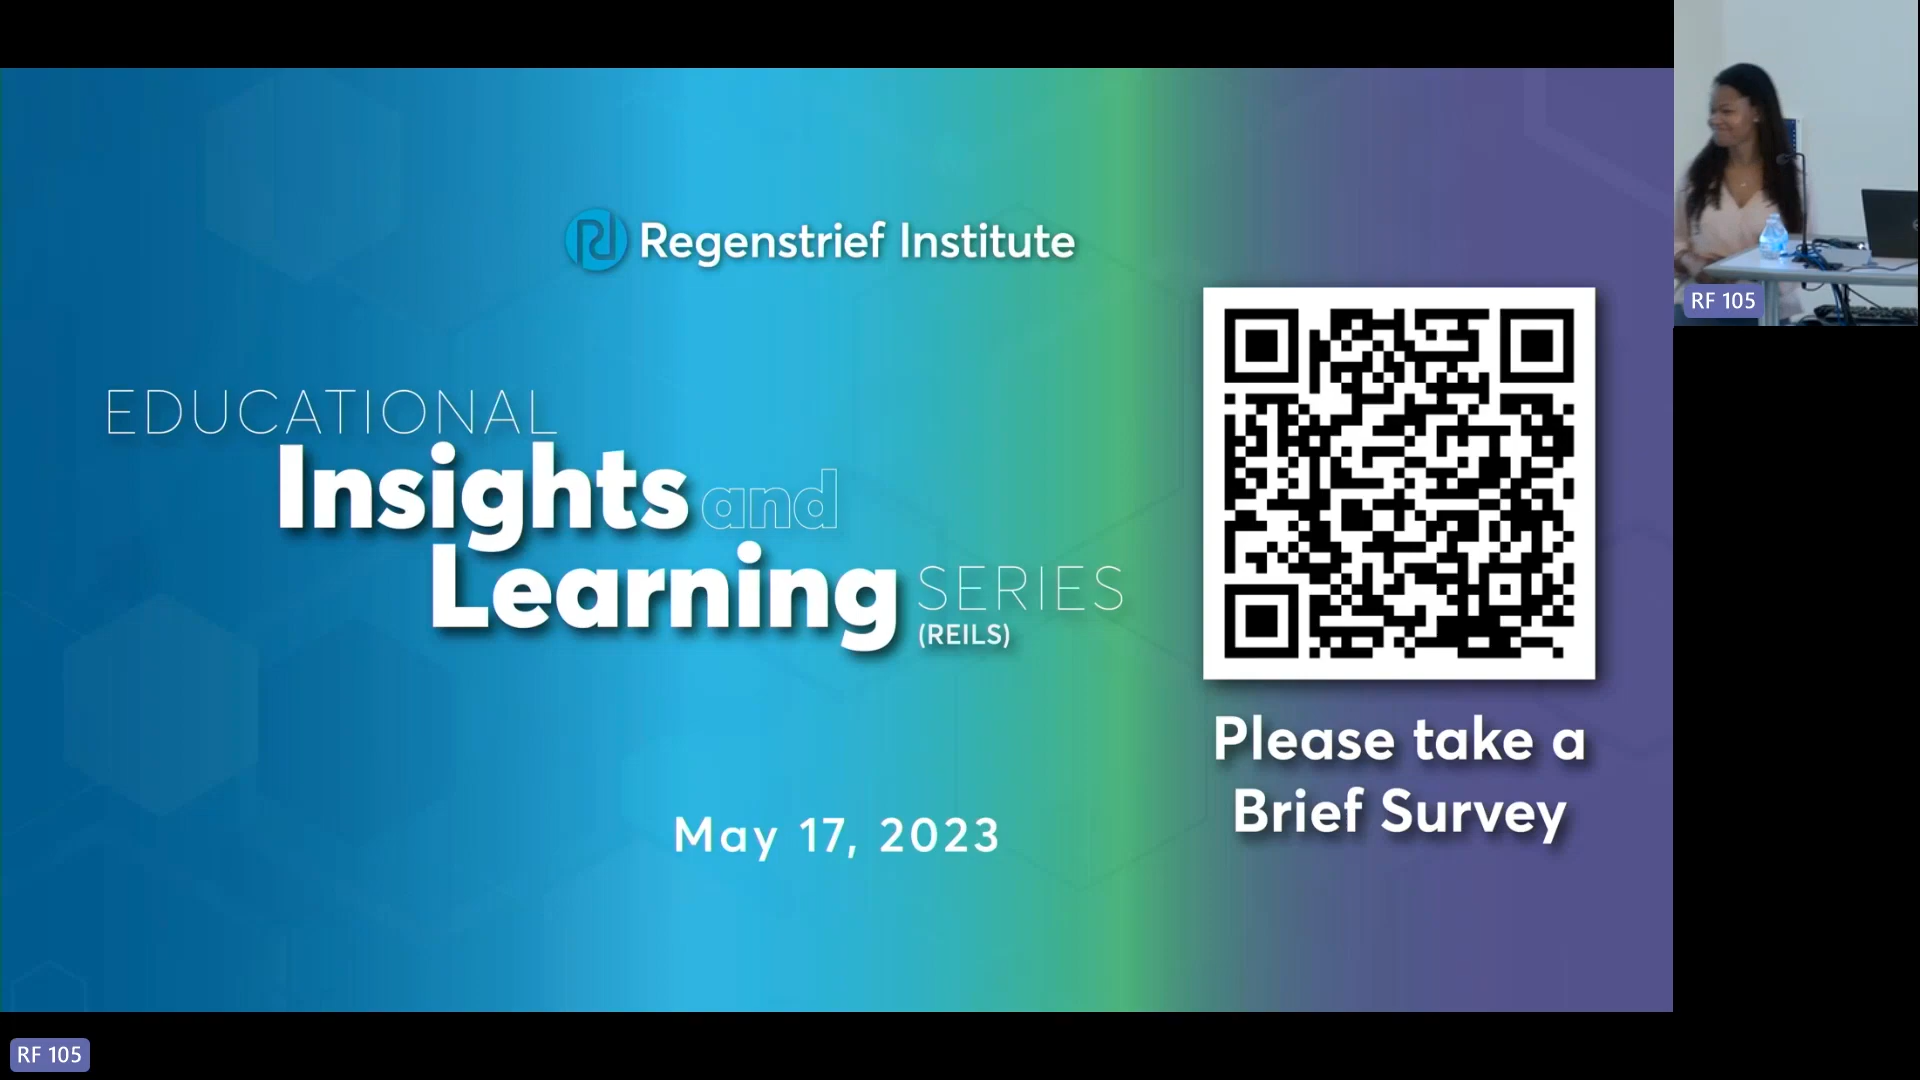 Regenstrief Institute
EDUCATIONAL
Insights and
Learning SERIES
(REILS)
May 17, 2023
Please take a
Brief Survey
RF 105
RF 105